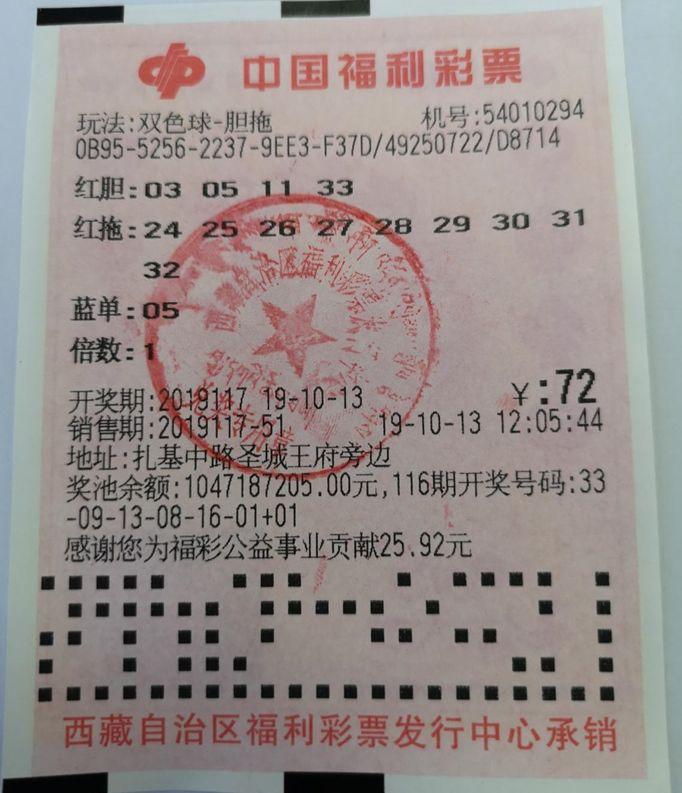 中国福利彩票
玩法:双色球-胆拖 机号:54010294
0B95-5256-2237-9EE3-F37D/49250722/D8714
红胆:03 05 11 33
红拖:24 25 26 27 28 29 30 31
32
蓝单:05
倍数:1
开奖期:2019117 19-10-13 ￥:72
销售期:2019117-51 19-10-13 12:05:44
地址:扎基中路圣城王府旁边
奖池余额:1047187205.00元,116期开奖号码:33
-09-13-08-16-01+01
感谢您为福彩公益事业贡献25.92元
西藏自治区福利彩票发行中心承销